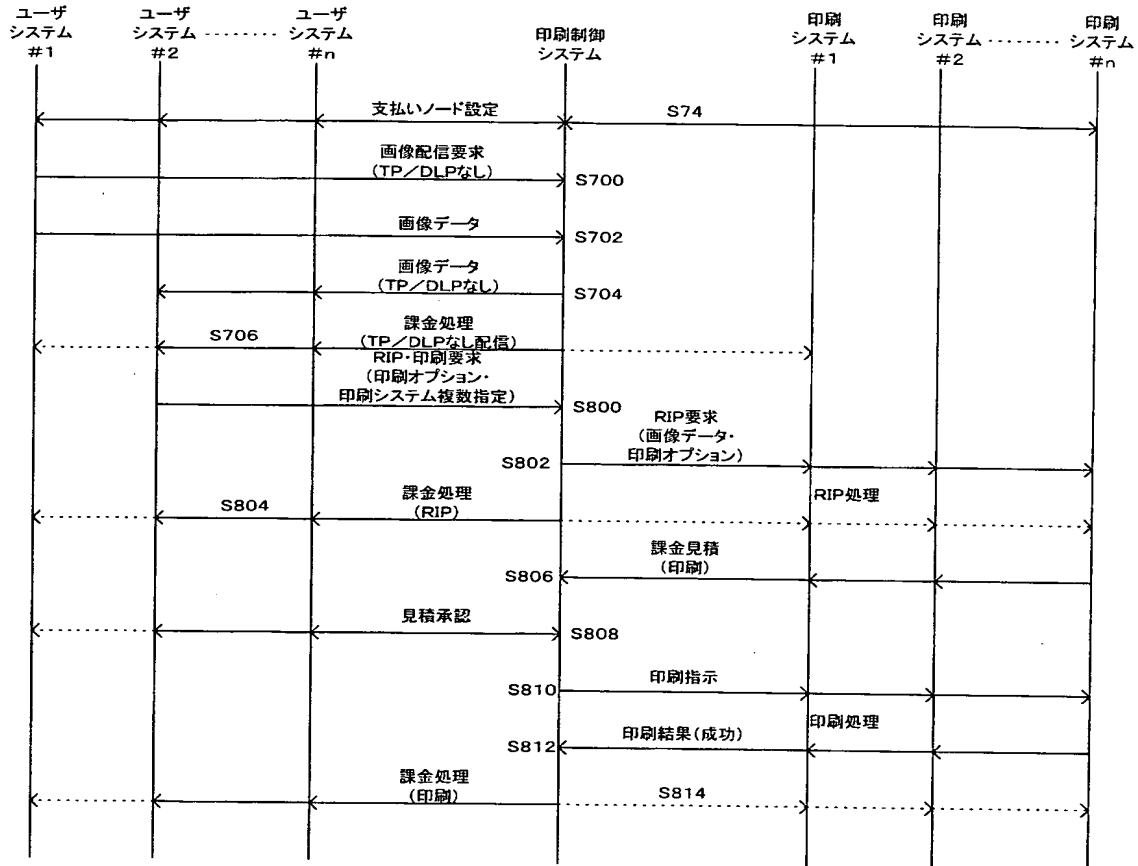 ユーザ
システム
#1
ユーザ
システム
#2
ユーザ
システム
#n
印刷制御
システム
印刷
システム
#1
印刷
システム
#2
印刷
システム
#n
支払いノード設定
S74
画像配信要求
(TP/DLPなし)
S700
画像データ
S702
画像データ
(TP/DLPなし)
S704
課金処理
S706
(TP/DLPなし配信)
RIP・印刷要求
(印刷オプション・
印刷システム複数指定)
S800
RIP要求
(画像データ・
印刷オプション)
S802
RIP処理
課金処理
(RIP)
S804
課金見積
(印刷)
S806
見積承認
S808
印刷指示
S810
印刷処理
印刷結果(成功)
S812
課金処理
(印刷)
S814